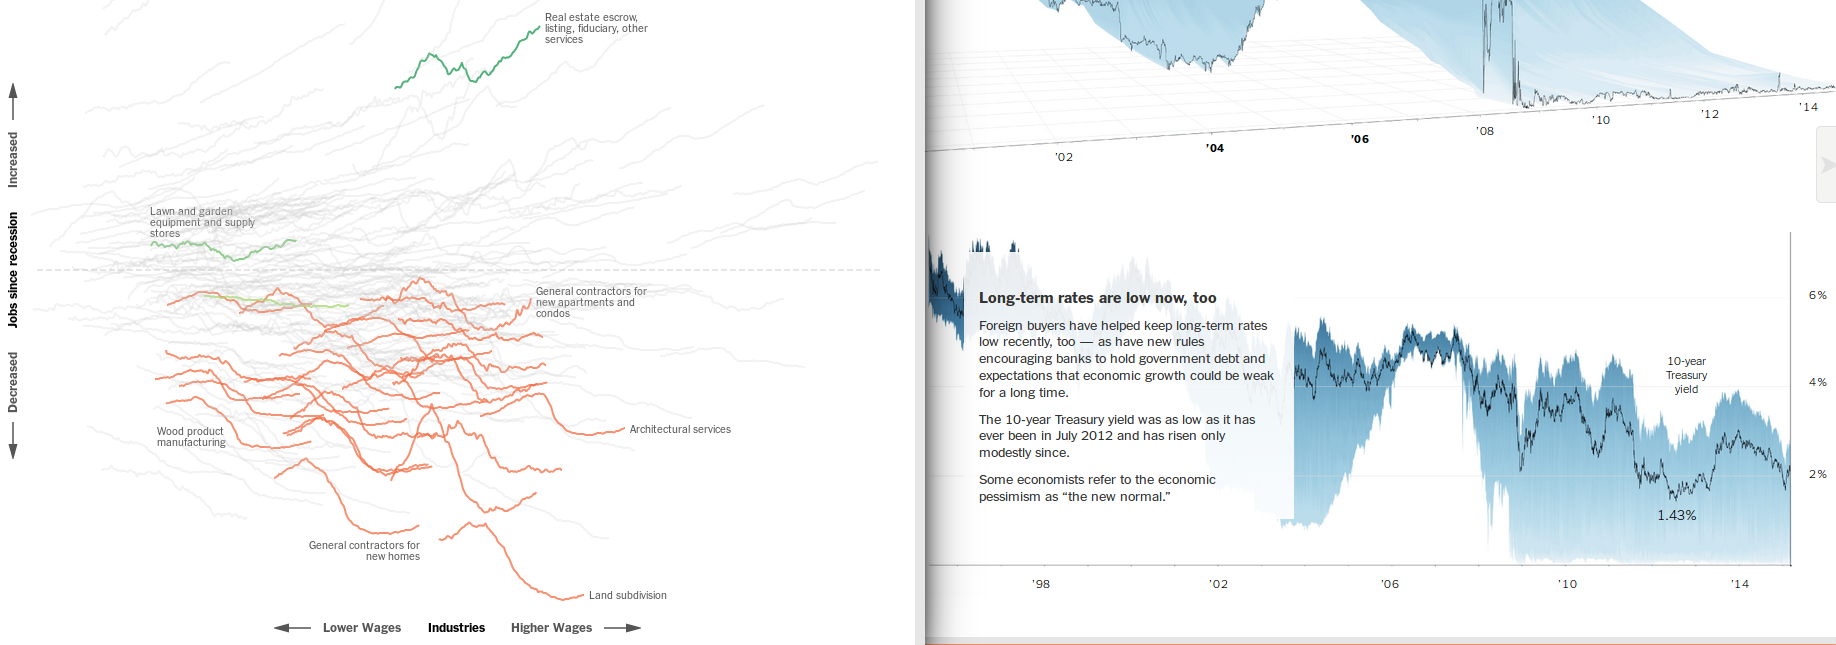 Real estate escrow,
listing, fiduciary, other
services
Increased
Jobs since recession
Decreased
Lawn and garden
equipment and supply
stores
General contractors for
new apartments and
condos
Wood product
manufacturing
Architectural services
General contractors for
new homes
Land subdivision
Lower Wages Industries Higher Wages
’02 ’04 ’06 ’08 ’10 ’12 ’14
Long-term rates are low now, too
Foreign buyers have helped keep long-term rates
low recently, too — as have new rules
encouraging banks to hold government debt and
expectations that economic growth could be weak
for a long time.
The 10-year Treasury yield was as low as it has
ever been in July 2012 and has risen only
modestly since.
Some economists refer to the economic
pessimism as “the new normal.”
10-year
Treasury
yield
1.43%
6%
4%
2%
’98 ’02 ’06 ’10 ’14